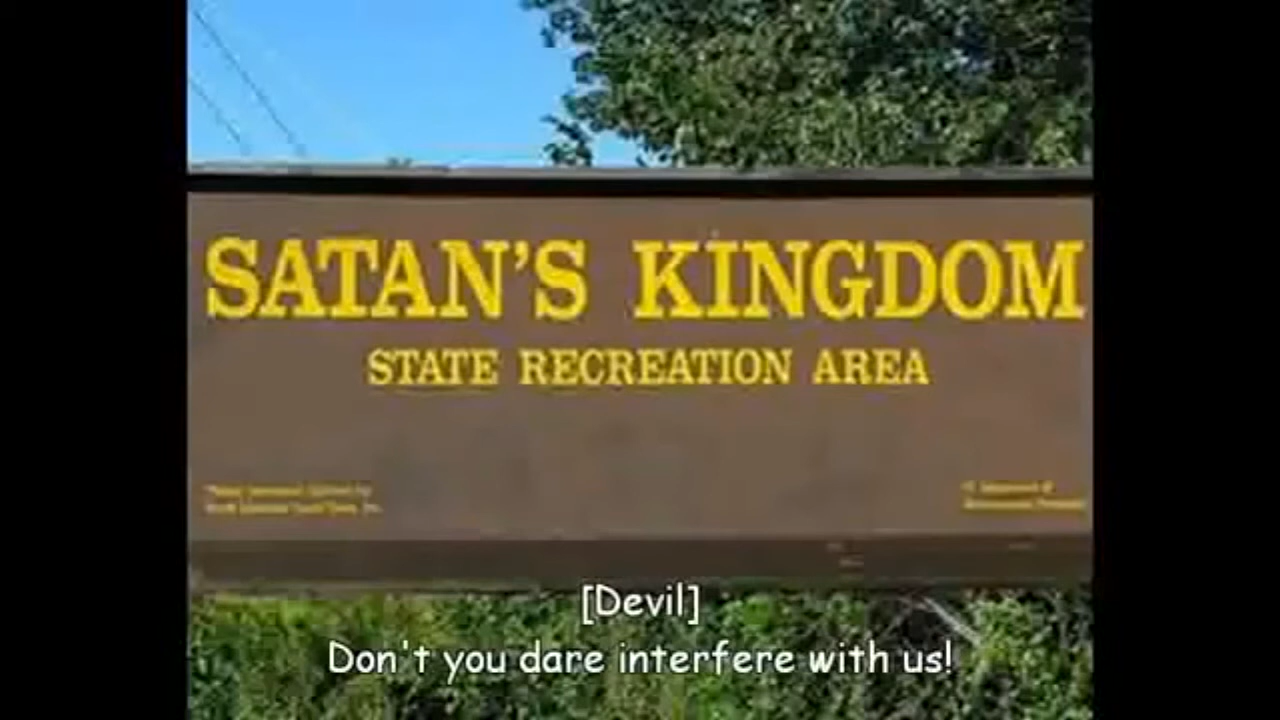 SATAN'S KINGDOM
STATE RECREATION AREA
[Devil]
Don't you dare interfere with us!